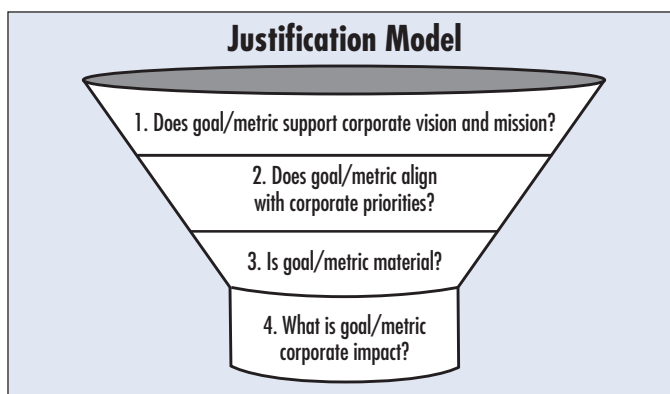 Justification Model
1. Does goal/metric support corporate vision and mission?
2. Does goal/metric align
with corporate priorities?
3. Is goal/metric material?
4. What is goal/metric
corporate impact?